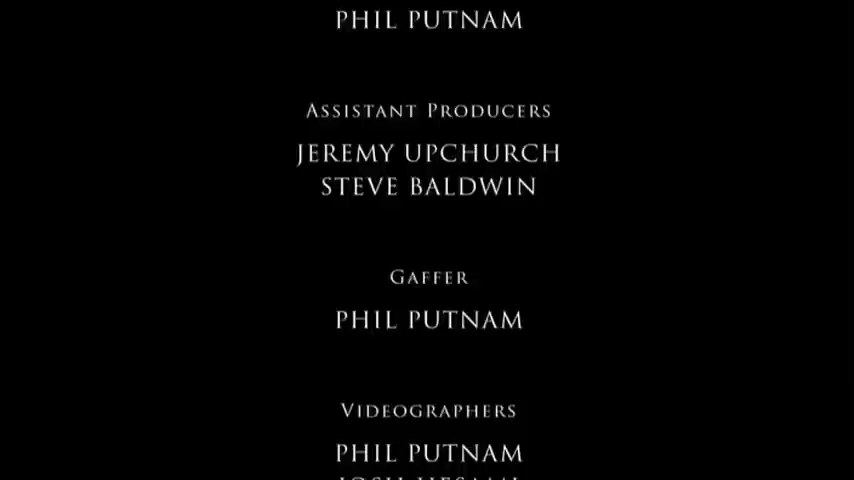 PHIL PUTNAM
ASSISTANT PRODUCERS
JEREMY UPCHURCH
STEVE BALDWIN
GAFFER
PHIL PUTNAM
VIDEOGRAPHERS
PHIL PUTNAM